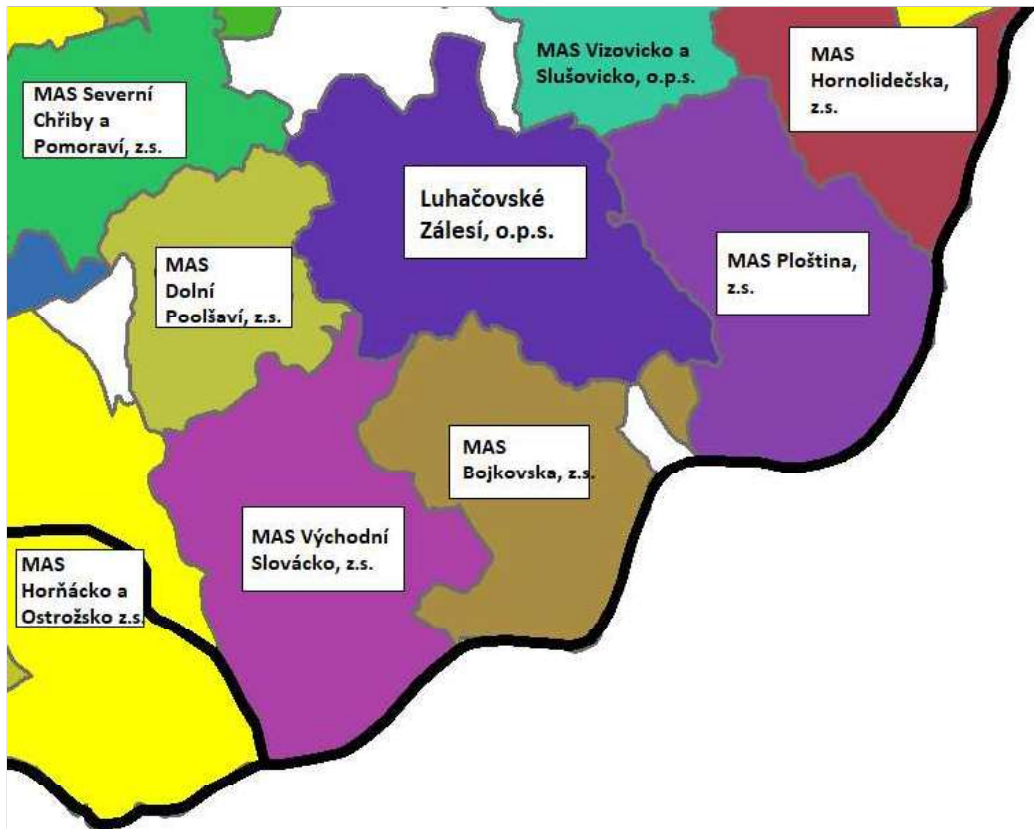 MAS Vizovicko a
Slušovicko, o.p.s.
MAS
Hornolidečska,
z.s.
MAS Severní
Chřiby a
Pomoraví, z.s.
Luhačovské
Zálesí, o.p.s.
MAS
Dolní
Poolšaví, z.s.
MAS Ploština,
z.s.
MAS
Bojkovska, z.s.
MAS Východní
Slovácko, z.s.
MAS
Horňácko a
Ostrožsko z.s.